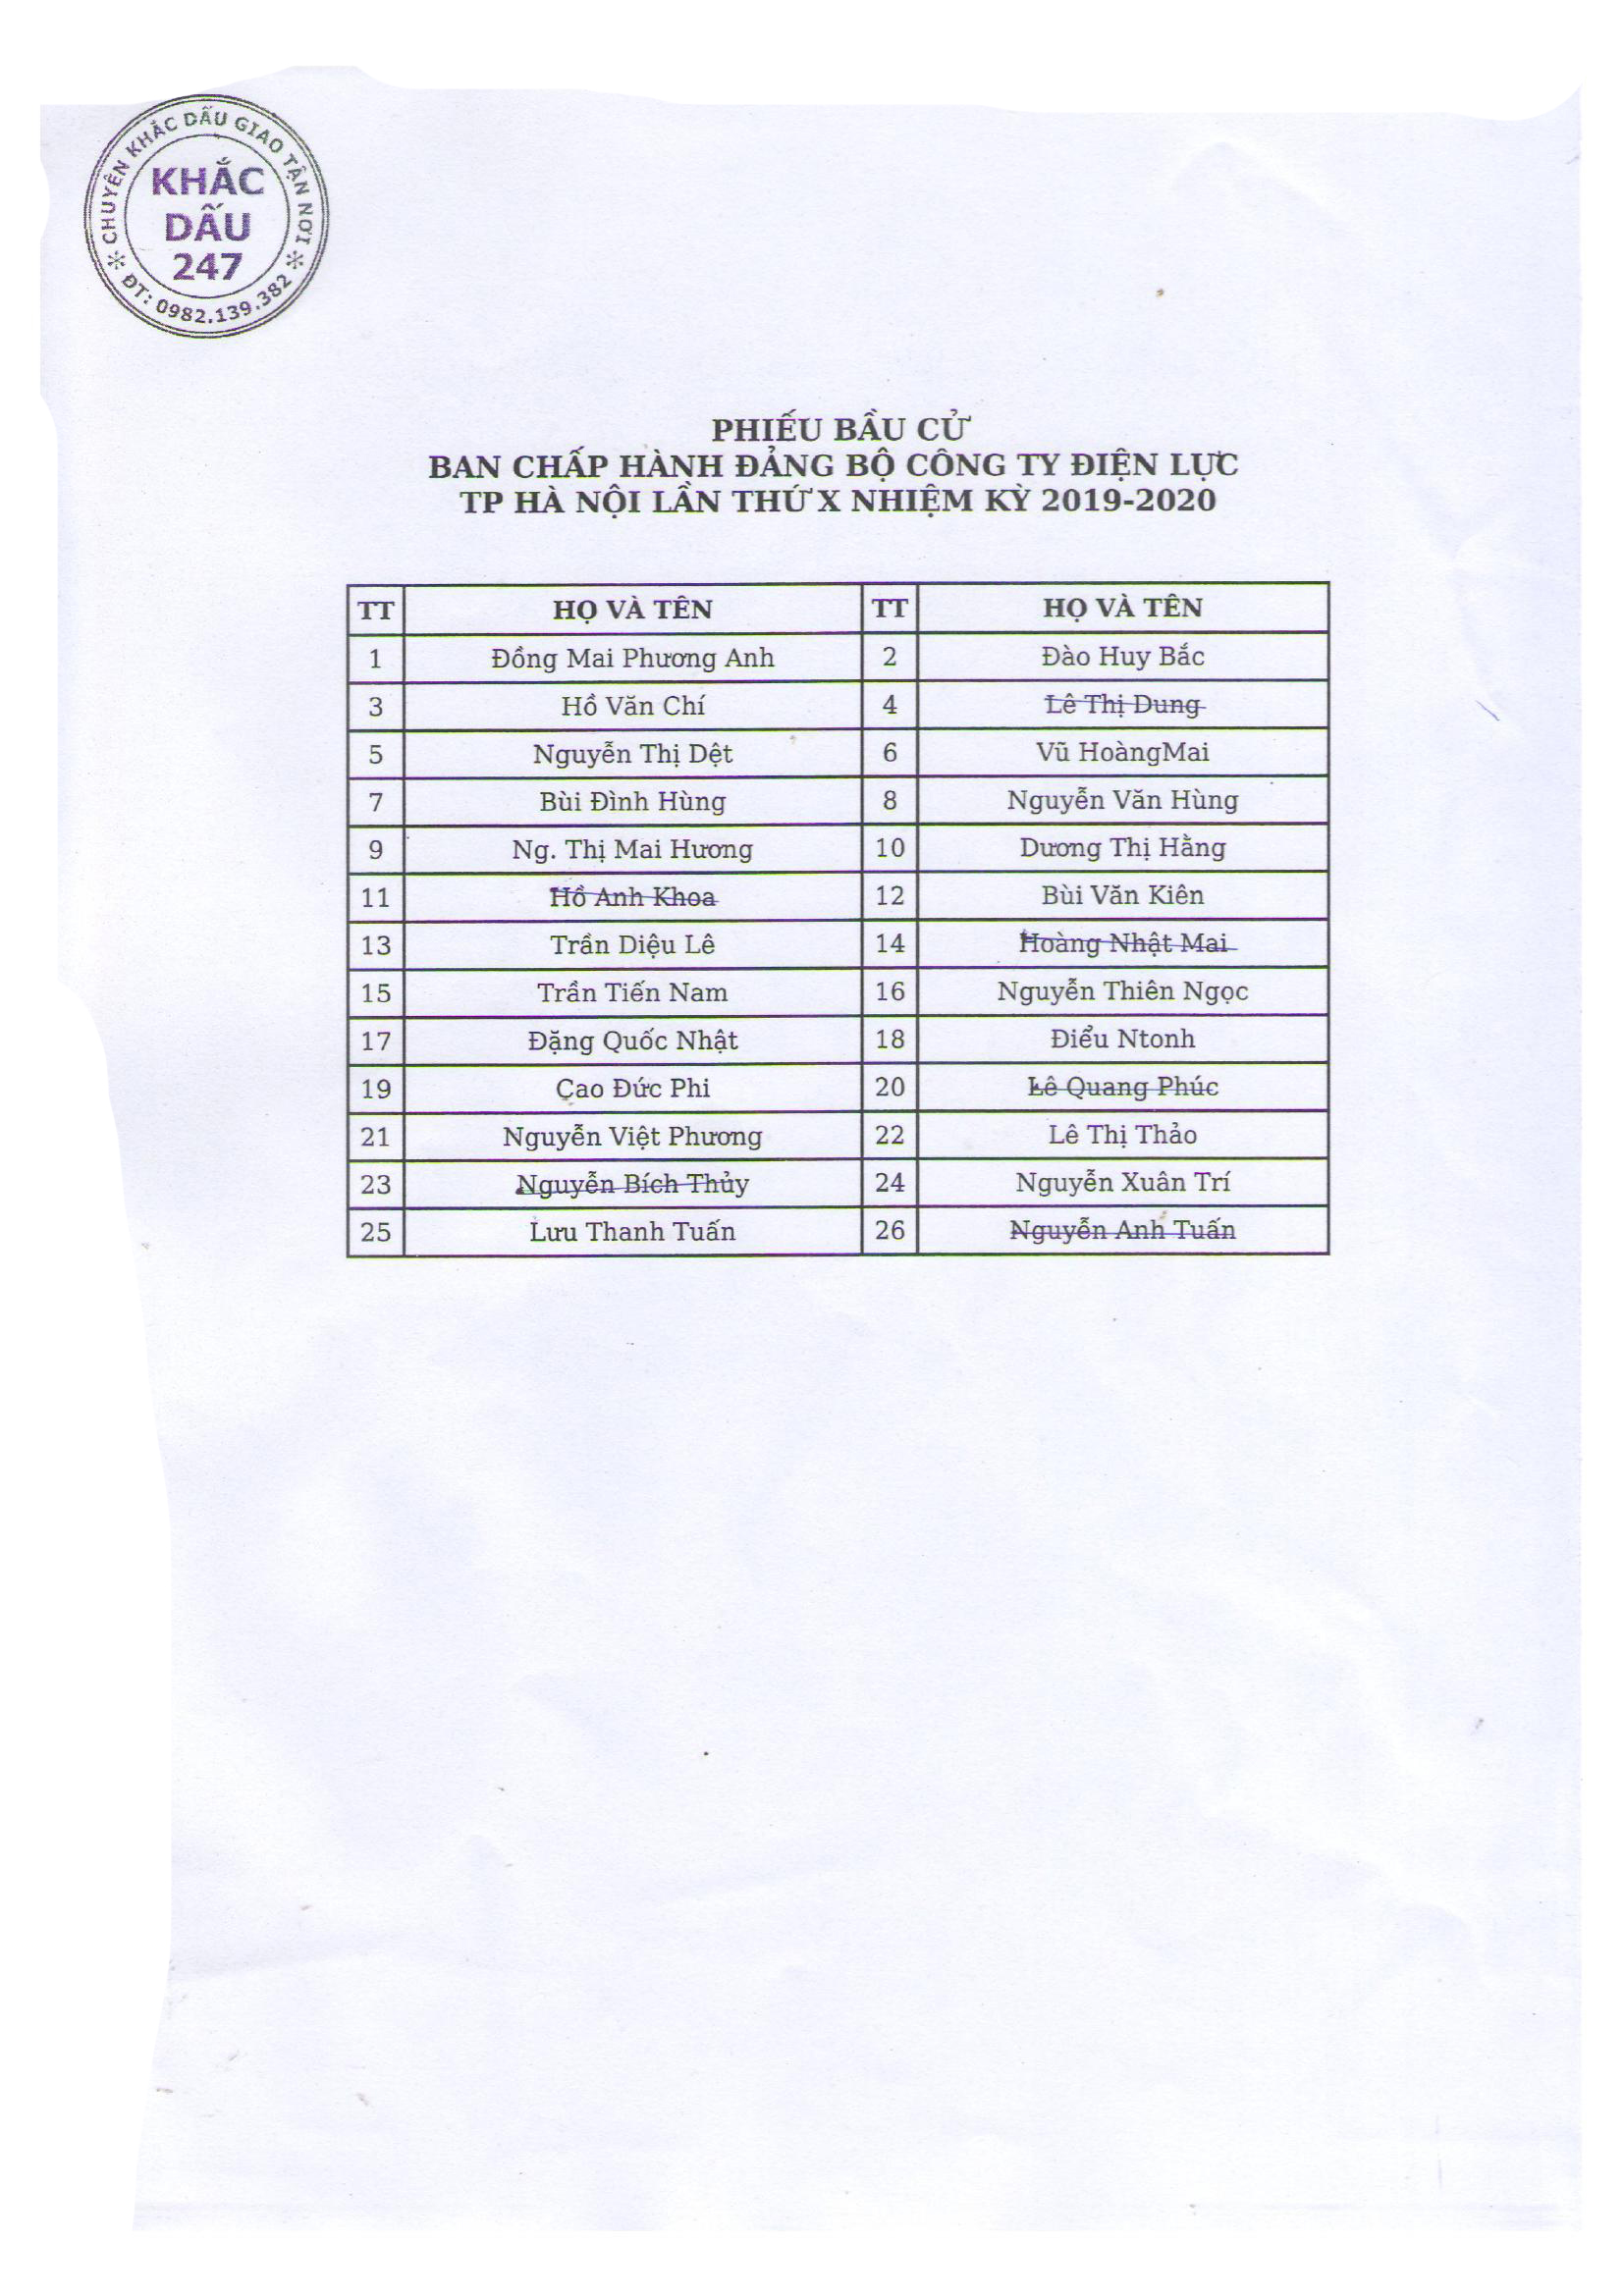 CHUYÊN KHẮC DẤU GIAO TẬN NƠI
KHẮC
DẤU
247
ĐT: 0982.139.382
PHIẾU BẦU CỬ
BAN CHẤP HÀNH ĐẢNG BỘ CÔNG TY ĐIỆN LỰC
TP HÀ NỘI LẦN THỨ X NHIỆM KỲ 2019-2020
TT HỌ VÀ TÊN TT HỌ VÀ TÊN
1 Đồng Mai Phương Anh 2 Đào Huy Bắc
3 Hồ Văn Chí 4 Lê Thị Dung
5 Nguyễn Thị Dệt 6 Vũ HoàngMai
7 Bùi Đình Hùng 8 Nguyễn Văn Hùng
9 Ng. Thị Mai Hương 10 Dương Thị Hằng
11 Hồ Anh Khoa 12 Bùi Văn Kiên
13 Trần Diệu Lê 14 Hoàng Nhật Mai
15 Trần Tiến Nam 16 Nguyễn Thiên Ngọc
17 Đặng Quốc Nhật 18 Điểu Ntonh
19 Cao Đức Phi 20 Lê Quang Phúc
21 Nguyễn Việt Phương 22 Lê Thị Thảo
23 Nguyễn Bích Thủy 24 Nguyễn Xuân Trí
25 Lưu Thanh Tuấn 26 Nguyễn Anh Tuấn